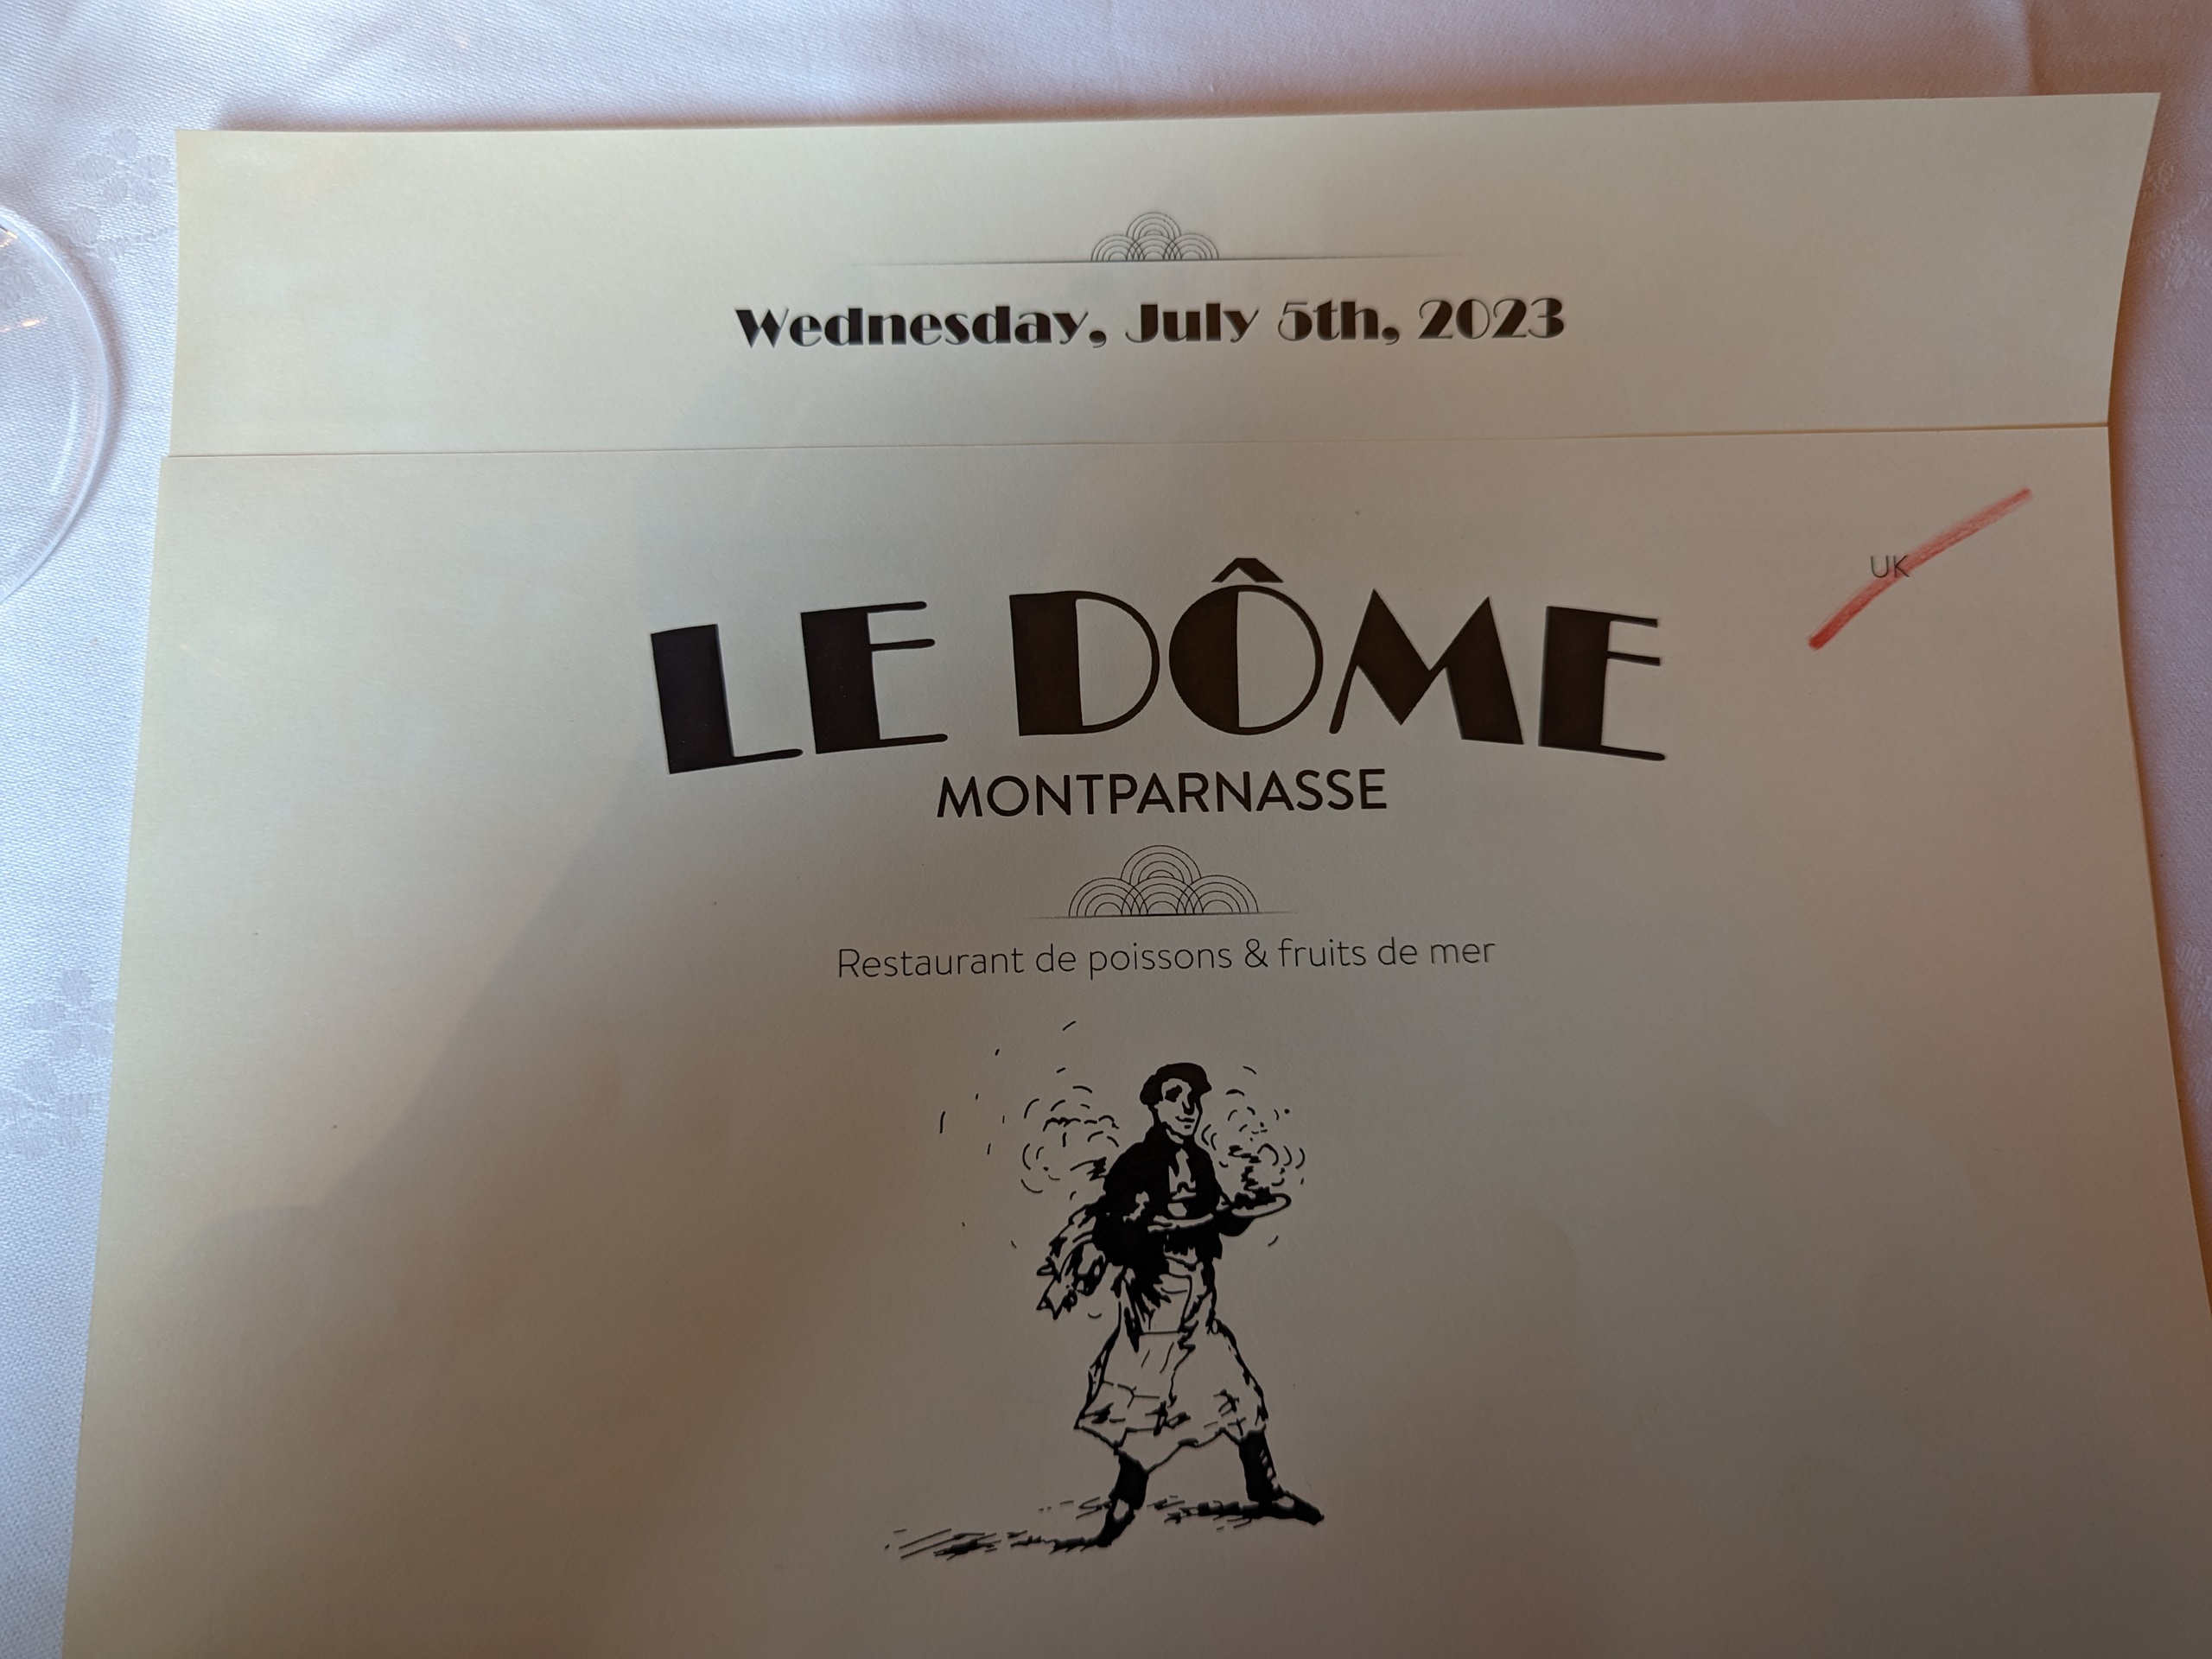 Wednesday, July 5th, 2023
UK
LE DÔME
MONTPARNASSE
Restaurant de poissons & fruits de mer